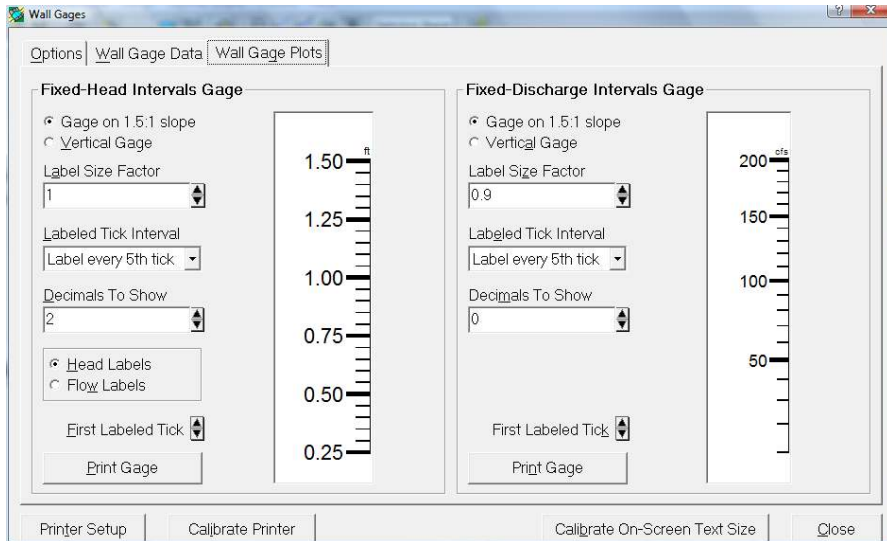 Wall Gages
Options Wall Gage Data Wall Gage Plots
Fixed-Head Intervals Gage
Gage on 1.5:1 slope
Vertical Gage
Label Size Factor
1
Labeled Tick Interval
Label every 5th tick
Decimals To Show
2
Head Labels
Flow Labels
First Labeled Tick
Print Gage
ft
1.50
1.25
1.00
0.75
0.50
0.25
Fixed-Discharge Intervals Gage
Gage on 1.5:1 slope
Vertical Gage
Label Size Factor
0.9
Labeled Tick Interval
Label every 5th tick
Decimals To Show
0
First Labeled Tick
Print Gage
cfs
200
150
100
50
Printer Setup Calibrate Printer Calibrate On-Screen Text Size Close